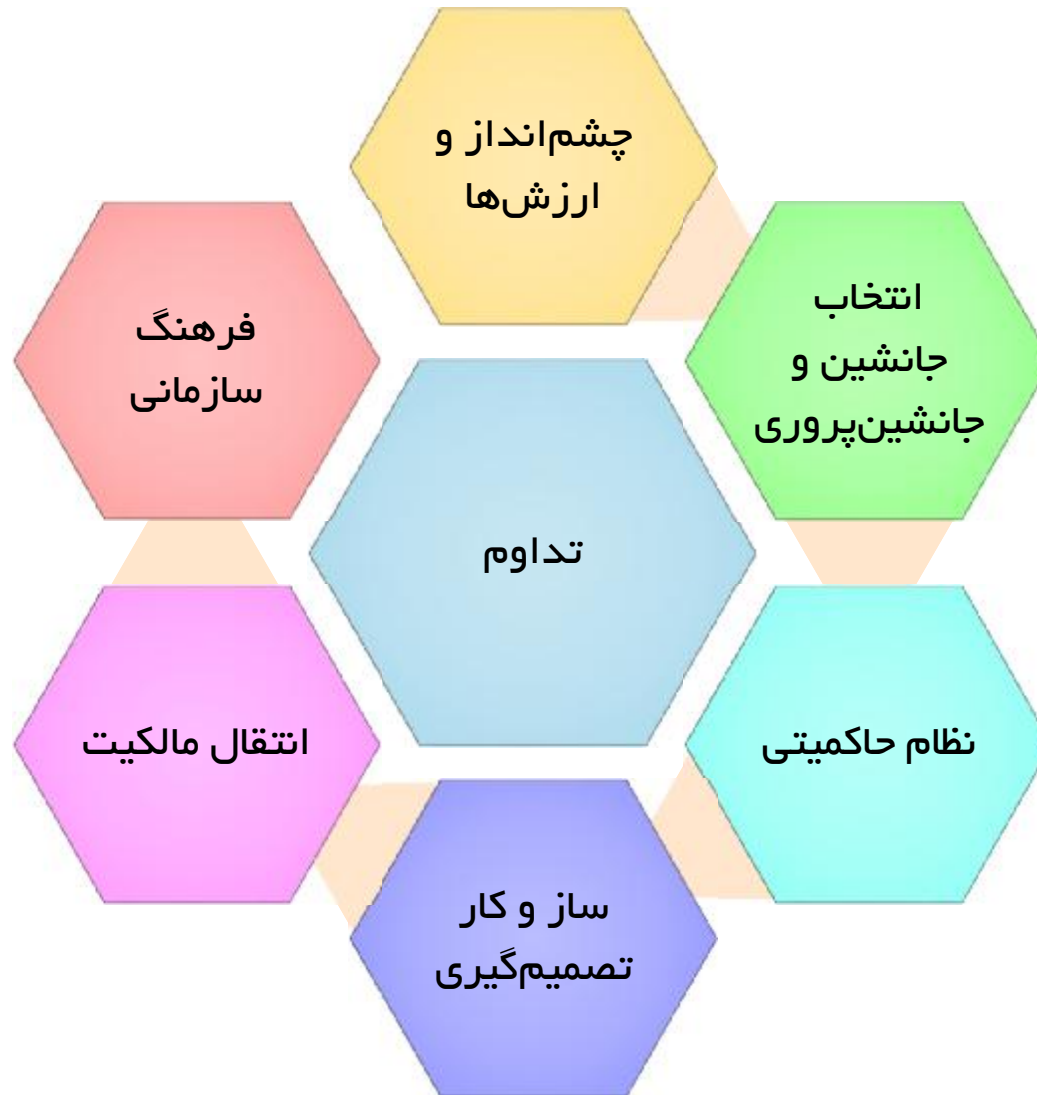 چشم‌انداز و
ارزش‌ها
انتخاب
جانشین و
جانشین‌پروری
فرهنگ
سازمانی
تداوم
نظام حاکمیتی
انتقال مالکیت
ساز و کار
تصمیم‌گیری